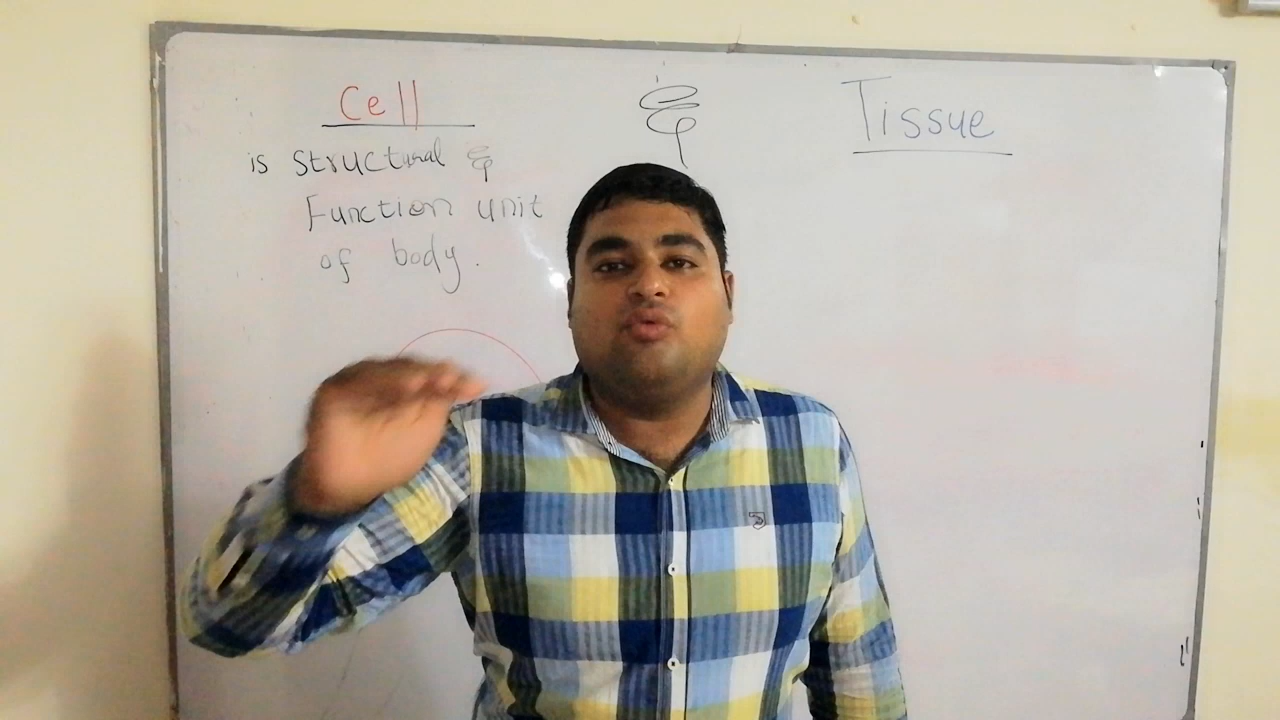 Cell & Tissue
is structural &
Function unit
of body.